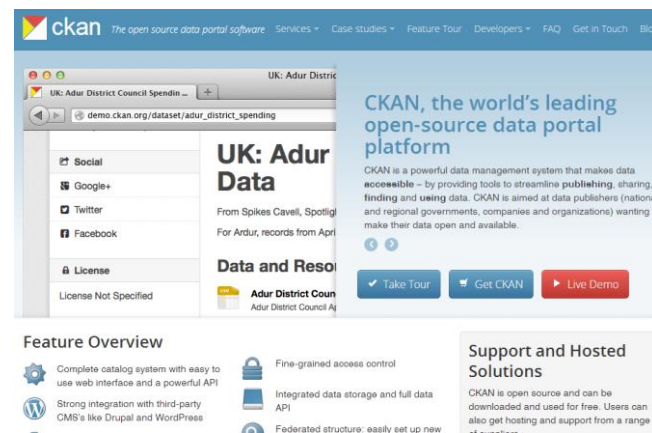 ckan The open source data portal software Services Case studies Feature Tour Developers FAQ Get in Touch
UK: Adur Distric
UK: Adur District Council Spendin ...
demo.ckan.org/dataset/adur_district_spending
Social
Google+
Twitter
Facebook
License
License Not Specified
UK: Adur
Data
From Spikes Cavell, Spotlig
For Ardur, records from Apri
Data and Resou
Adur District Coun
Adur District Council Ap
CKAN, the world's leading
open-source data portal
platform
CKAN is a powerful data management system that makes data
accessible – by providing tools to streamline publishing, sharing,
finding and using data. CKAN is aimed at data publishers (nationa
and regional governments, companies and organizations) wanting
make their data open and available.
Take Tour
Get CKAN
Live Demo
Feature Overview
Complete catalog system with easy to
use web interface and a powerful API
Strong integration with third-party
CMS's like Drupal and WordPress
Fine-grained access control
Integrated data storage and full data
API
Federated structure: easily set up new
Support and Hosted
Solutions
CKAN is open source and can be
downloaded and used for free. Users can
also get hosting and support from a range